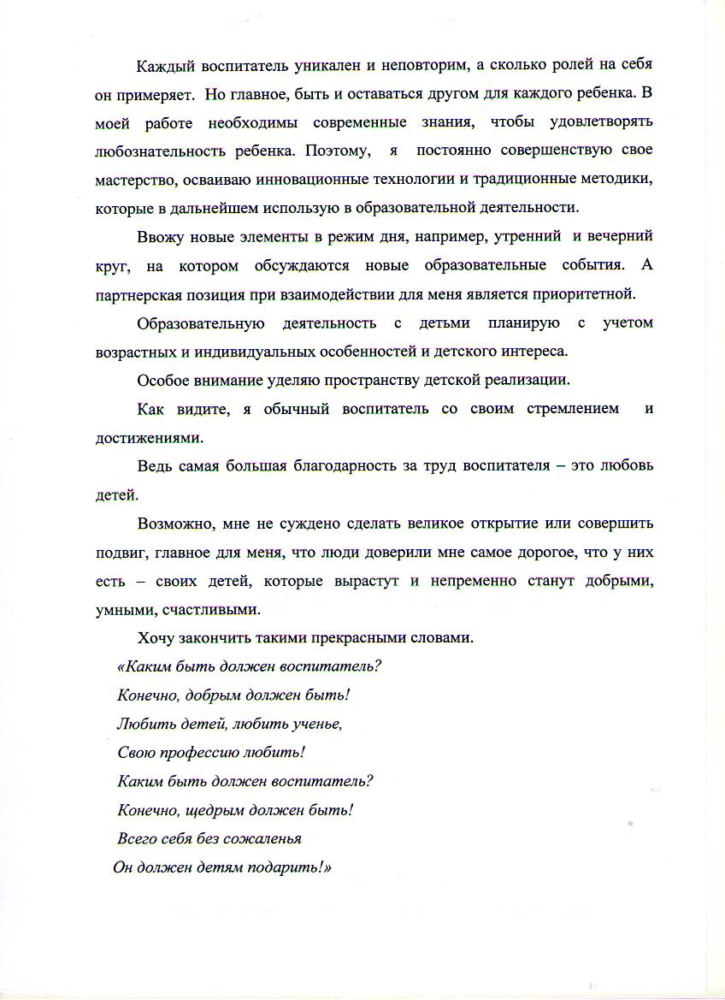 Каждый воспитатель уникален и неповторим, а сколько ролей на себя
он примеряет. Но главное, быть и оставаться другом для каждого ребенка. В
моей работе необходимы современные знания, чтобы удовлетворять
любознательность ребенка. Поэтому, я постоянно совершенствую свое
мастерство, осваиваю инновационные технологии и традиционные методики,
которые в дальнейшем использую в образовательной деятельности.
Ввожу новые элементы в режим дня, например, утренний и вечерний
круг, на котором обсуждаются новые образовательные события. А
партнерская позиция при взаимодействии для меня является приоритетной.
Образовательную деятельность с детьми планирую с учетом
возрастных и индивидуальных особенностей и детского интереса.
Особое внимание уделяю пространству детской реализации.
Как видите, я обычный воспитатель со своим стремлением и
достижениями.
Ведь самая большая благодарность за труд воспитателя – это любовь
детей.
Возможно, мне не суждено сделать великое открытие или совершить
подвиг, главное для меня, что люди доверили мне самое дорогое, что у них
есть – своих детей, которые вырастут и непременно станут добрыми,
умными, счастливыми.
Хочу закончить такими прекрасными словами.
«Каким быть должен воспитатель?
Конечно, добрым должен быть!
Любить детей, любить ученье,
Свою профессию любить!
Каким быть должен воспитатель?
Конечно, щедрым должен быть!
Всего себя без сожаленья
Он должен детям подарить!»